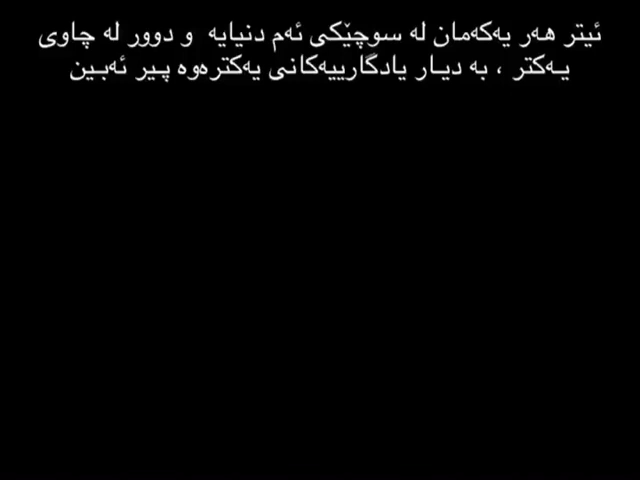 ئیتر هەر یەکەمان لە سوچێکی ئەم دنیایە و دوور لە چاوی
یەکتر ، بە دیار یادگارییەکانی یەکترەوە پیر ئەبین